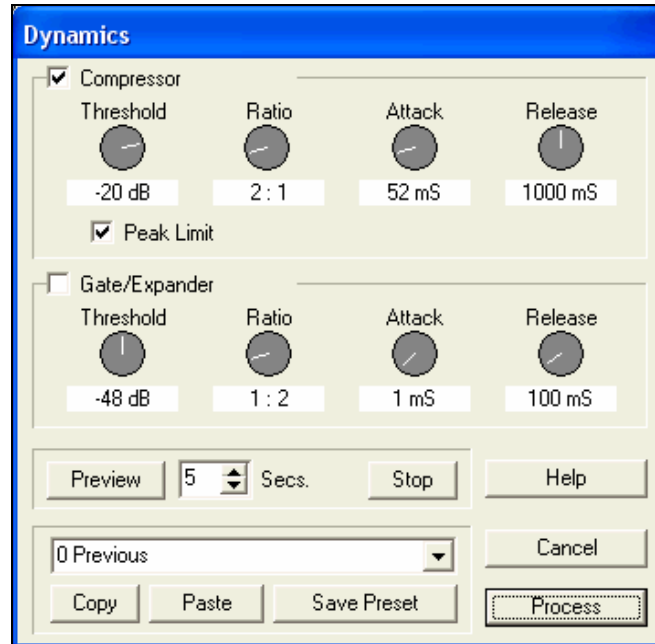 Dynamics
Compressor
Threshold Ratio Attack Release
-20 dB 2 : 1 52 mS 1000 mS
Peak Limit
Gate/Expander
Threshold Ratio Attack Release
-48 dB 1 : 2 1 mS 100 mS
Preview 5 Secs. Stop Help
0 Previous Cancel
Copy Paste Save Preset Process